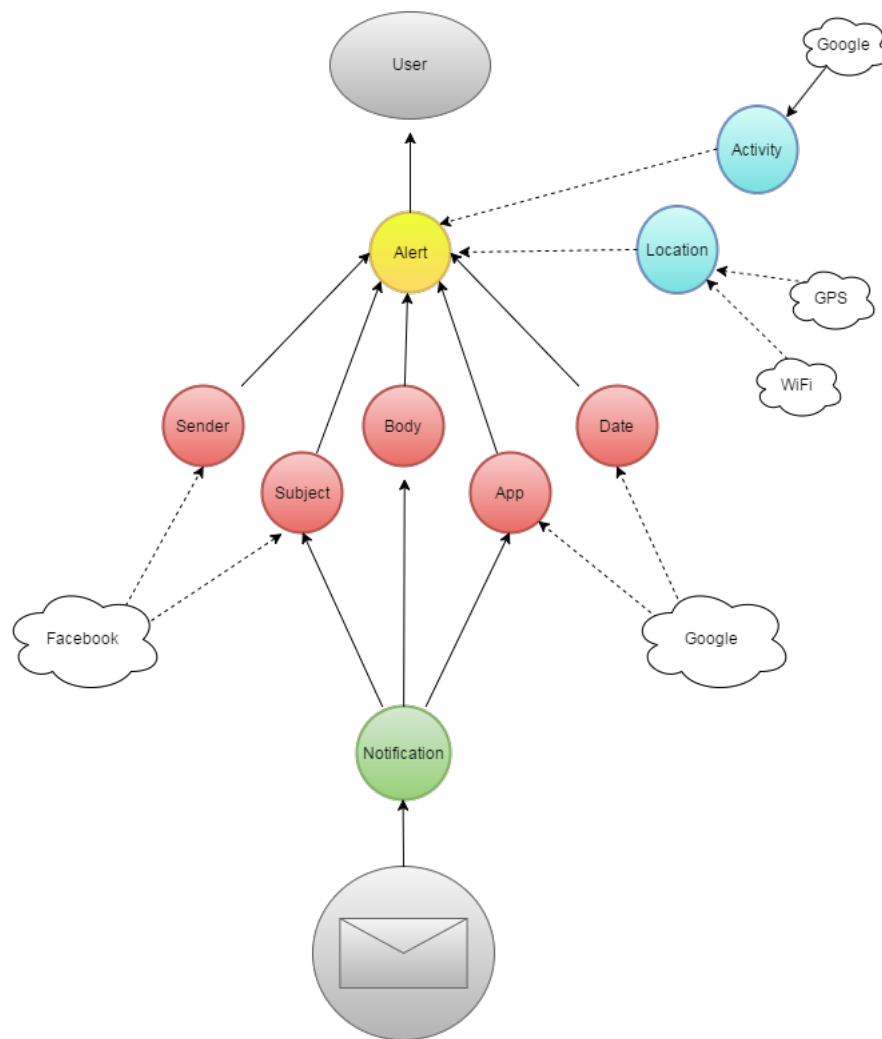 User
Google
Activity
Alert
Location
GPS
WiFi
Sender
Body
Date
Subject
App
Facebook
Google
Notification